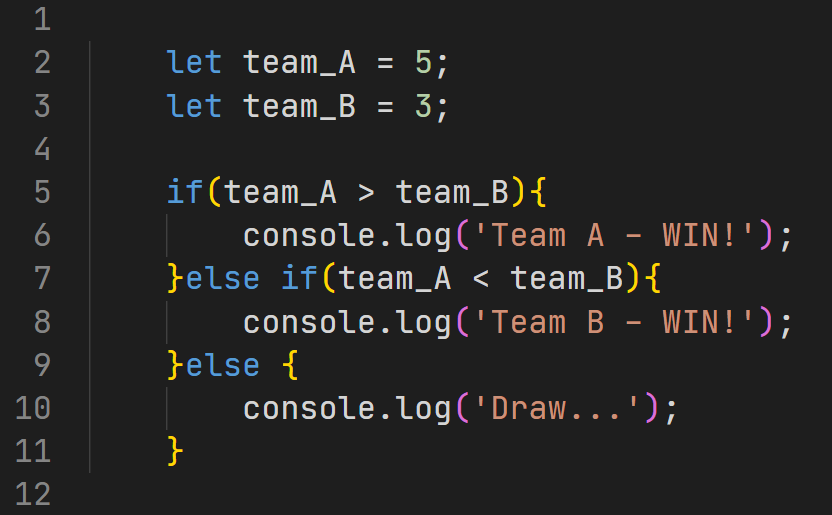 1
2 let team_A = 5;
3 let team_B = 3;
4
5 if(team_A > team_B){
6 console.log('Team A - WIN!');
7 }else if(team_A < team_B){
8 console.log('Team B - WIN!');
9 }else {
10 console.log('Draw...');
11 }
12